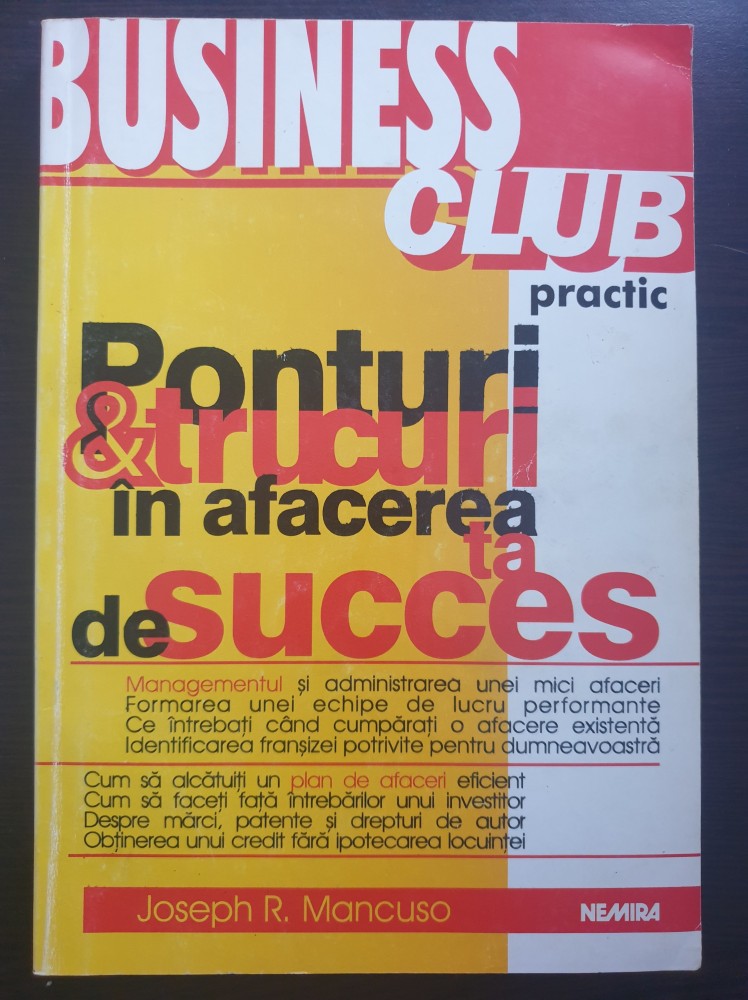 BUSINESS
CLUB
practic
Ponturi
&trucuri
în afacerea
ta
de succes
Managementul și administrarea unei mici afaceri
Formarea unei echipe de lucru performante
Ce întrebați când cumpărați o afacere existentă
Identificarea franșizei potrivite pentru dumneavoastră
Cum să alcătuiți un plan de afaceri eficient
Cum să faceți față întrebărilor unui investitor
Despre mărci, patente și drepturi de autor
Obținerea unui credit fără ipotecarea locuinței
Joseph R. Mancuso
NEMIRA